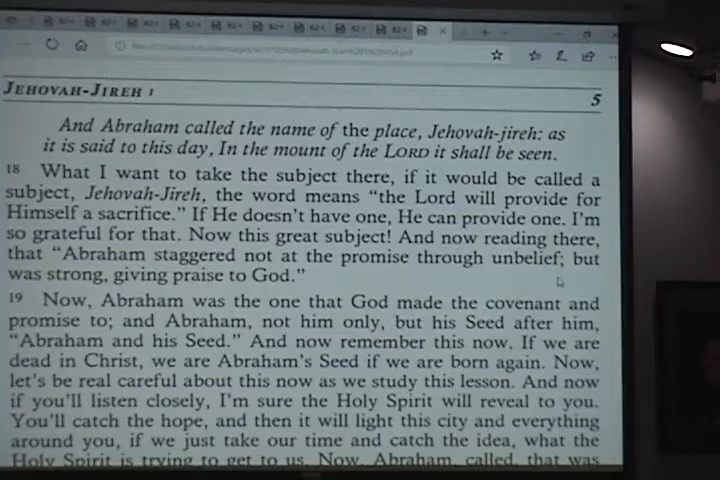 JEHOVAH-JIREH 1
5
And Abraham called the name of the place, Jehovah-jireh: as
it is said to this day, In the mount of the LORD it shall be seen.
18 What I want to take the subject there, if it would be called a
subject, Jehovah-Jireh, the word means “the Lord will provide for
Himself a sacrifice.” If He doesn't have one, He can provide one. I'm
so grateful for that. Now this great subject! And now reading there,
that “Abraham staggered not at the promise through unbelief; but
was strong, giving praise to God.”
19 Now, Abraham was the one that God made the covenant and
promise to; and Abraham, not him only, but his Seed after him,
“Abraham and his Seed.” And now remember this now. If we are
dead in Christ, we are Abraham's Seed if we are born again. Now,
let's be real careful about this now as we study this lesson. And now
if you'll listen closely, I'm sure the Holy Spirit will reveal to you.
You'll catch the hope, and then it will light this city and everything
around you, if we just take our time and catch the idea, what the
Holy Spirit is trying to get to us. Now, Abraham, called, that was